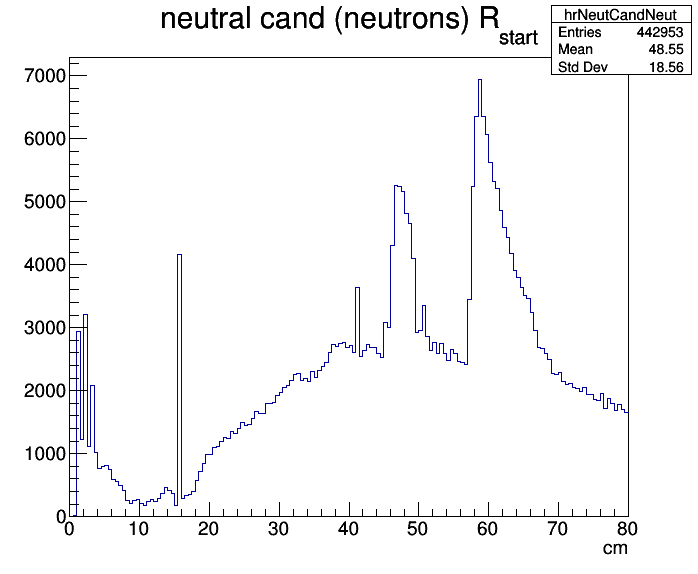 neutral cand (neutrons) Rstart
hrNeutCandNeut
Entries 442953
Mean 48.55
Std Dev 18.56
7000
6000
5000
4000
3000
2000
1000
0
0 10 20 30 40 50 60 70 80
cm